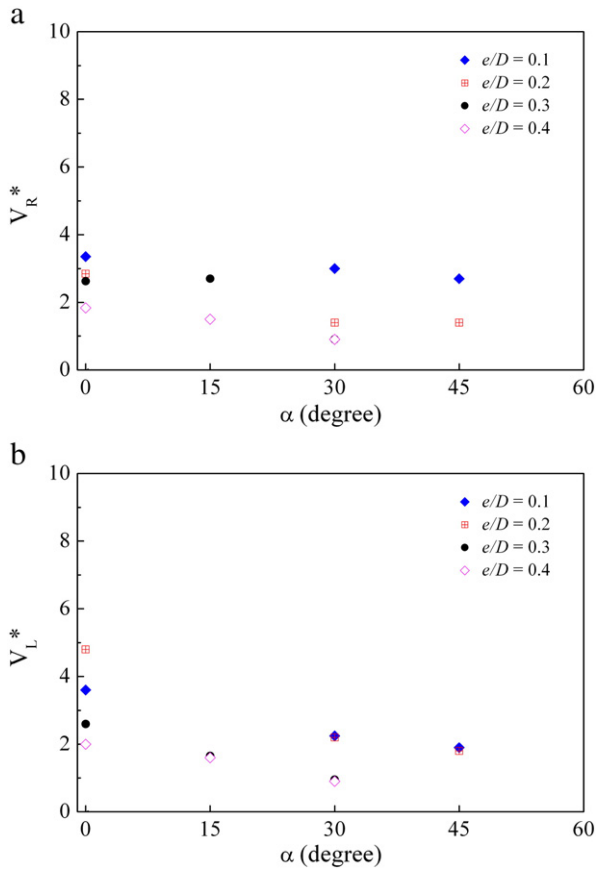 a
10
8
6
4
2
0
V_R*
e/D = 0.1
e/D = 0.2
e/D = 0.3
e/D = 0.4
0 15 30 45 60
α (degree)
b
10
8
6
4
2
0
V_L*
e/D = 0.1
e/D = 0.2
e/D = 0.3
e/D = 0.4
0 15 30 45 60
α (degree)